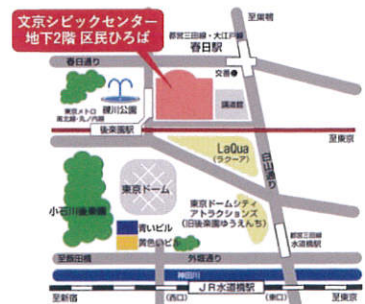 文京シビックセンター
地下2階 区民ひろば
至巣鴨
都営三田線・大江戸線
春日駅
春日通り
交番
講道館
礫川公園
東京メトロ
南北線・丸ノ内線
後楽園駅
至東京
LaQua
(ラクーア)
白山通り
東京ドーム
小石川後楽園
東京ドームシティ
アトラクションズ
(旧後楽園ゆうえんち)
青いビル
黄色いビル
都営三田線
水道橋駅
至飯田橋
外堀通り
神田川
至新宿
(西口)
JR水道橋駅
(東口)
至東京